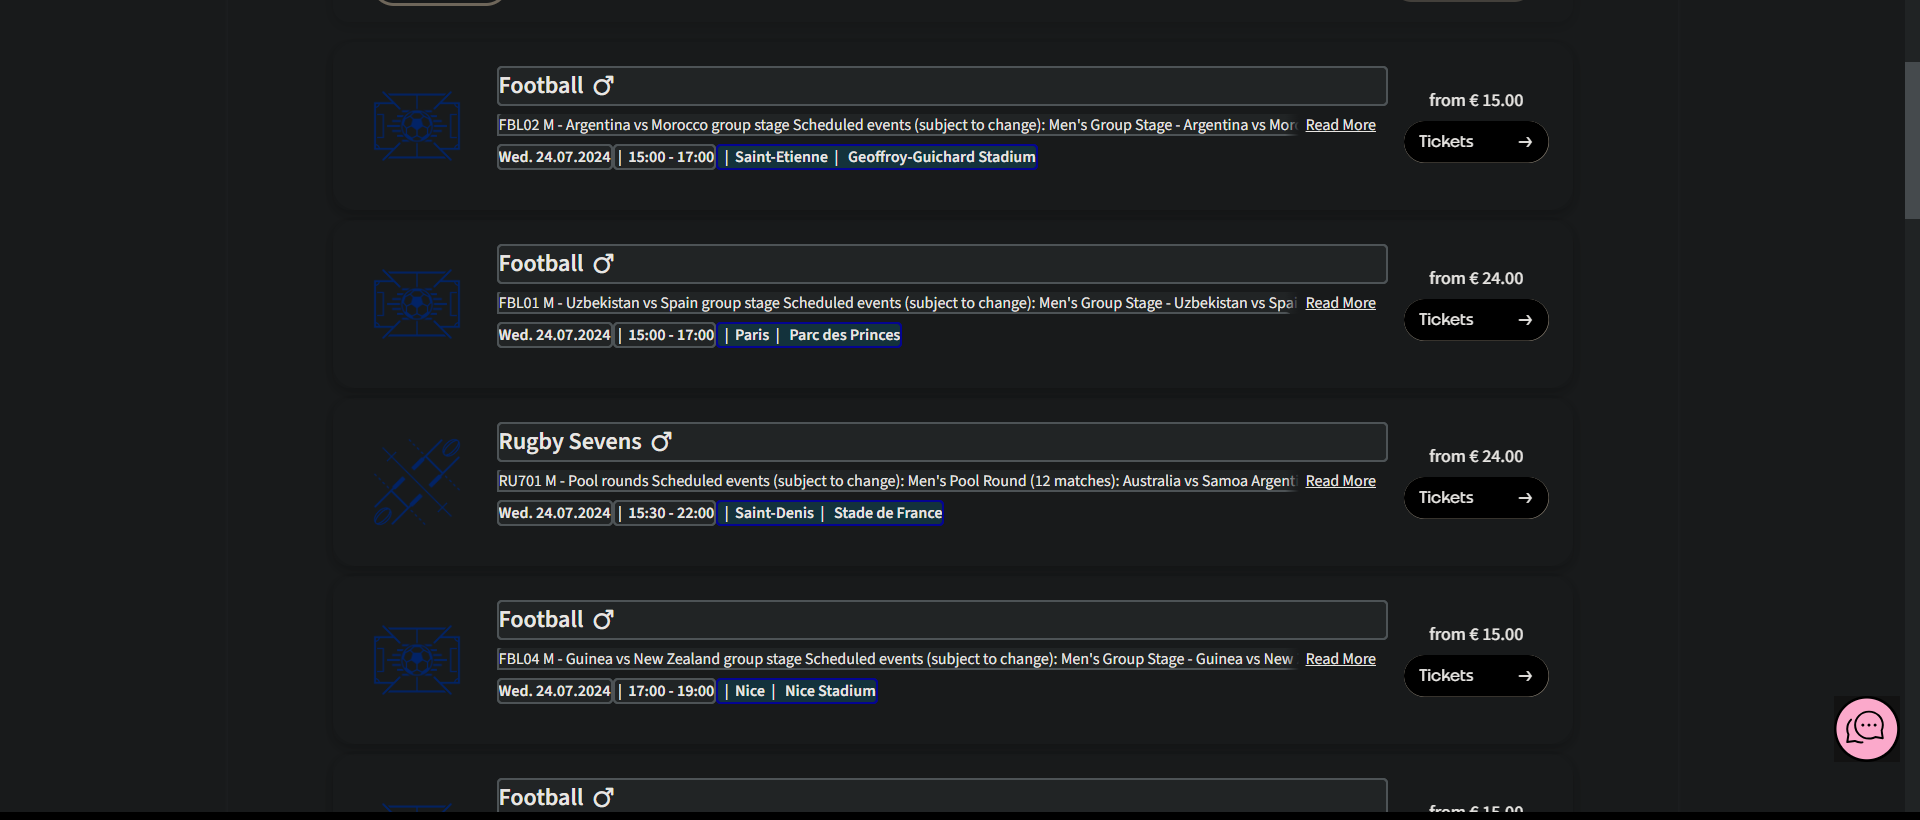 Football
from € 15.00
FBL02 M - Argentina vs Morocco group stage Scheduled events (subject to change): Men's Group Stage - Argentina vs Read More
Tickets
Wed. 24.07.2024 | 15:00 - 17:00 | Saint-Etienne | Geoffroy-Guichard Stadium
Football
from € 24.00
FBL01 M - Uzbekistan vs Spain group stage Scheduled events (subject to change): Men's Group Stage - Uzbekistan vs Read More
Tickets
Wed. 24.07.2024 | 15:00 - 17:00 | Paris | Parc des Princes
Rugby Sevens
from € 24.00
RU701 M - Pool rounds Scheduled events (subject to change): Men's Pool Round (12 matches): Australia vs Samoa Read More
Tickets
Wed. 24.07.2024 | 15:30 - 22:00 | Saint-Denis | Stade de France
Football
from € 15.00
FBL04 M - Guinea vs New Zealand group stage Scheduled events (subject to change): Men's Group Stage - Guinea vs New Read More
Tickets
Wed. 24.07.2024 | 17:00 - 19:00 | Nice | Nice Stadium
Football
from € 15.00